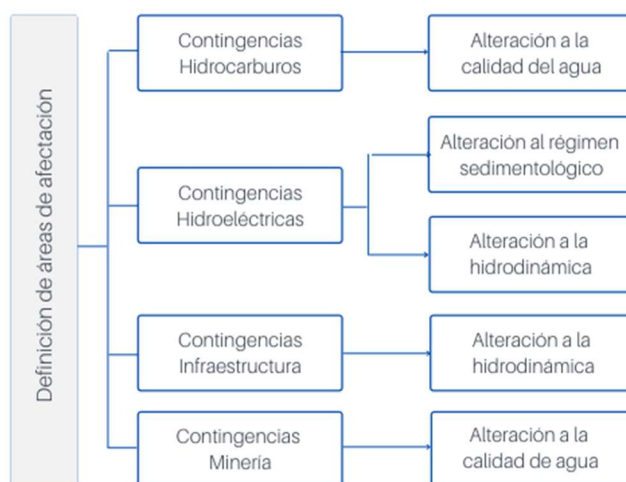 Definición de áreas de afectación
Contingencias
Hidrocarburos
Alteración a la
calidad del agua
Contingencias
Hidroeléctricas
Alteración al régimen
sedimentológico
Alteración a la
hidrodinámica
Contingencias
Infraestructura
Alteración a la
hidrodinámica
Contingencias
Minería
Alteración a la
calidad de agua